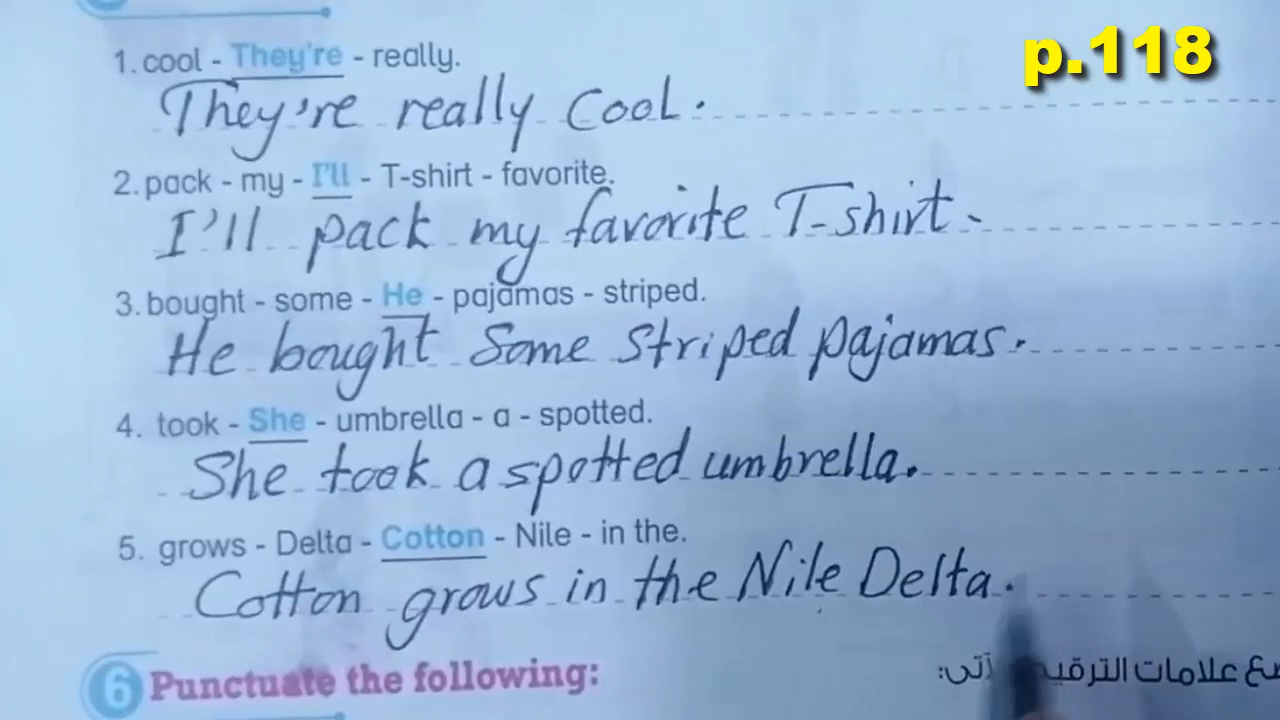 p.118
1. cool - They're - really.
They're really Cool.
2. pack - my - I'll - T-shirt - favorite.
I'll pack my favorite T-shirt.
3. bought - some - He - pajamas - striped.
He bought Some striped pajamas.
4. took - She - umbrella - a - spotted.
She took a spotted umbrella.
5. grows - Delta - Cotton - Nile - in the.
Cotton grows in the Nile Delta.
6 Punctuate the following:
علامات